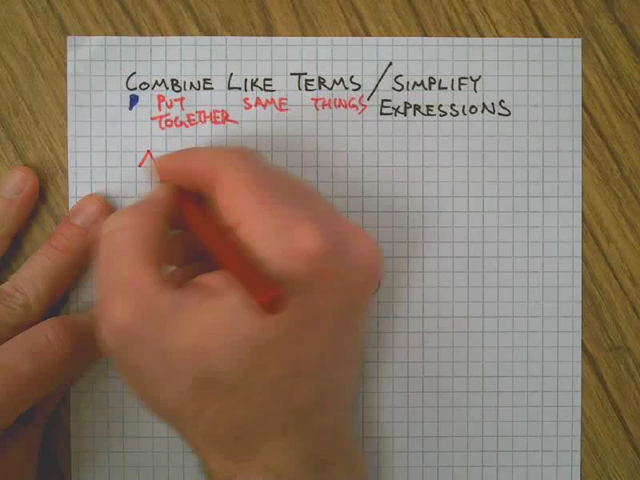 COMBINE LIKE TERMS / SIMPLIFY
PUT SAME THINGS EXPRESSIONS
TOGETHER